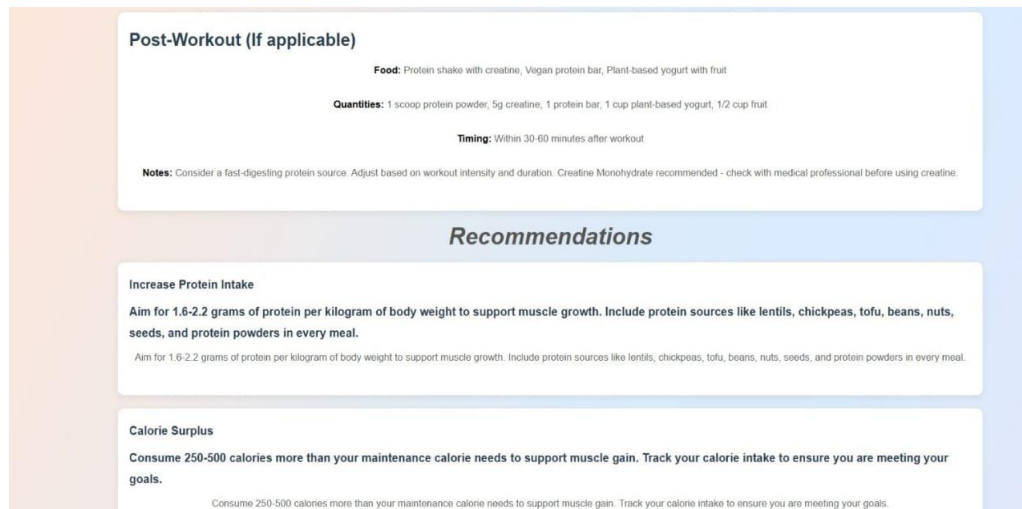 Post-Workout (If applicable)
Food: Protein shake with creatine, Vegan protein bar, Plant-based yogurt with fruit
Quantities: 1 scoop protein powder, 5g creatine, 1 protein bar, 1 cup plant-based yogurt, 1/2 cup fruit
Timing: Within 30-60 minutes after workout
Notes: Consider a fast-digesting protein source. Adjust based on workout intensity and duration. Creatine Monohydrate recommended - check with medical professional before using creatine.
Recommendations
Increase Protein Intake
Aim for 1.6-2.2 grams of protein per kilogram of body weight to support muscle growth. Include protein sources like lentils, chickpeas, tofu, beans, nuts,
seeds, and protein powders in every meal.
Aim for 1.6-2.2 grams of protein per kilogram of body weight to support muscle growth. Include protein sources like lentils, chickpeas, tofu, beans, nuts, seeds, and protein powders in every meal.
Calorie Surplus
Consume 250-500 calories more than your maintenance calorie needs to support muscle gain. Track your calorie intake to ensure you are meeting your
goals.
Consume 250-500 calories more than your maintenance calorie needs to support muscle gain. Track your calorie intake to ensure you are meeting your goals.